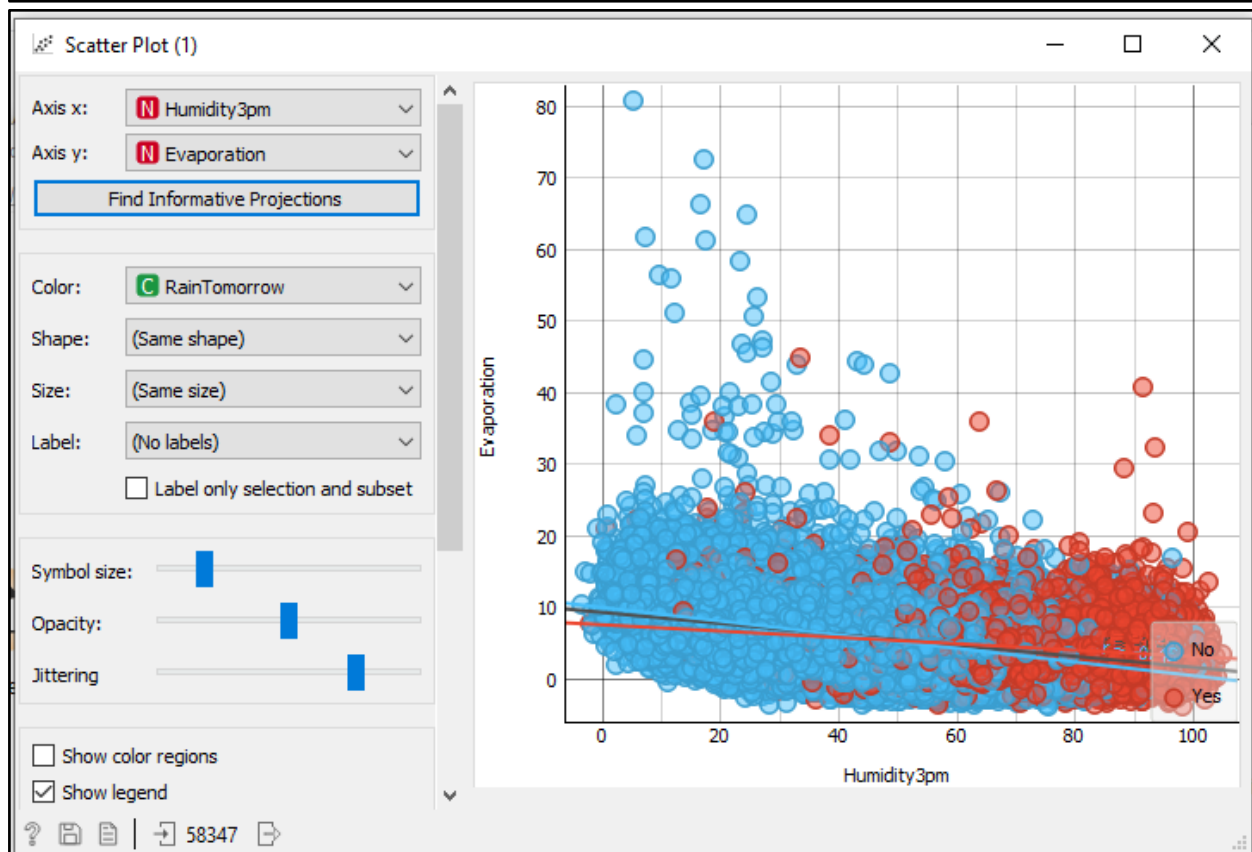 Scatter Plot (1)
Axis x:
N Humidity3pm
Axis y:
N Evaporation
Find Informative Projections
Color:
C RainTomorrow
Shape:
(Same shape)
Size:
(Same size)
Label:
(No labels)
Label only selection and subset
Symbol size:
Opacity:
Jittering
Show color regions
Show legend
? 58347
80
70
60
50
40
30
20
10
0
Evaporation
0 20 40 60 80 100
Humidity3pm
No
Yes